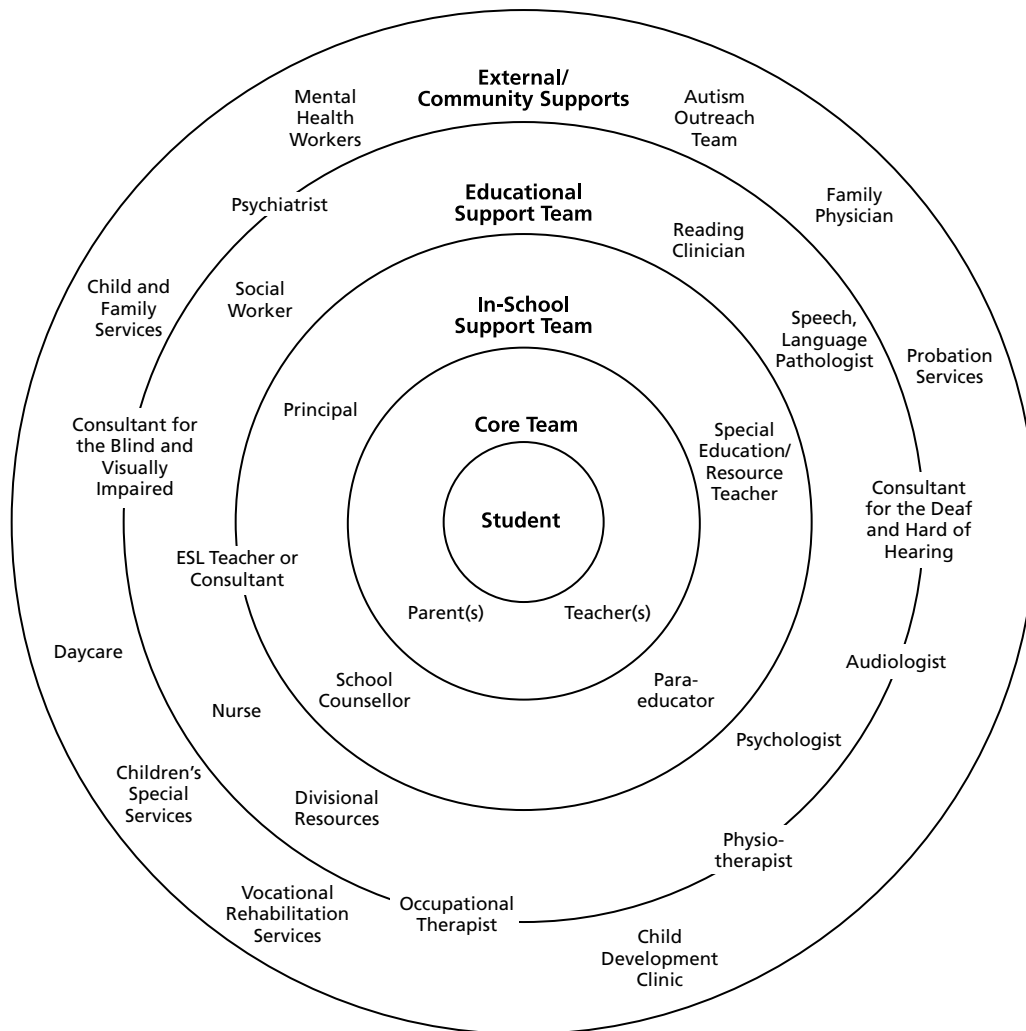 External/
Community Supports
Mental
Health
Workers
Autism
Outreach
Team
Psychiatrist
Educational
Support Team
Family
Physician
Reading
Clinician
Child and
Family
Services
Social
Worker
In-School
Support Team
Speech,
Language
Pathologist
Probation
Services
Principal
Consultant for
the Blind and
Visually
Impaired
Core Team
Special
Education/
Resource
Teacher
Student
Consultant
for the Deaf
and Hard of
Hearing
ESL Teacher or
Consultant
Parent(s)
Teacher(s)
Daycare
Audiologist
School
Counsellor
Para-
educator
Nurse
Psychologist
Children's
Special
Services
Divisional
Resources
Physio-
therapist
Vocational
Rehabilitation
Services
Occupational
Therapist
Child
Development
Clinic